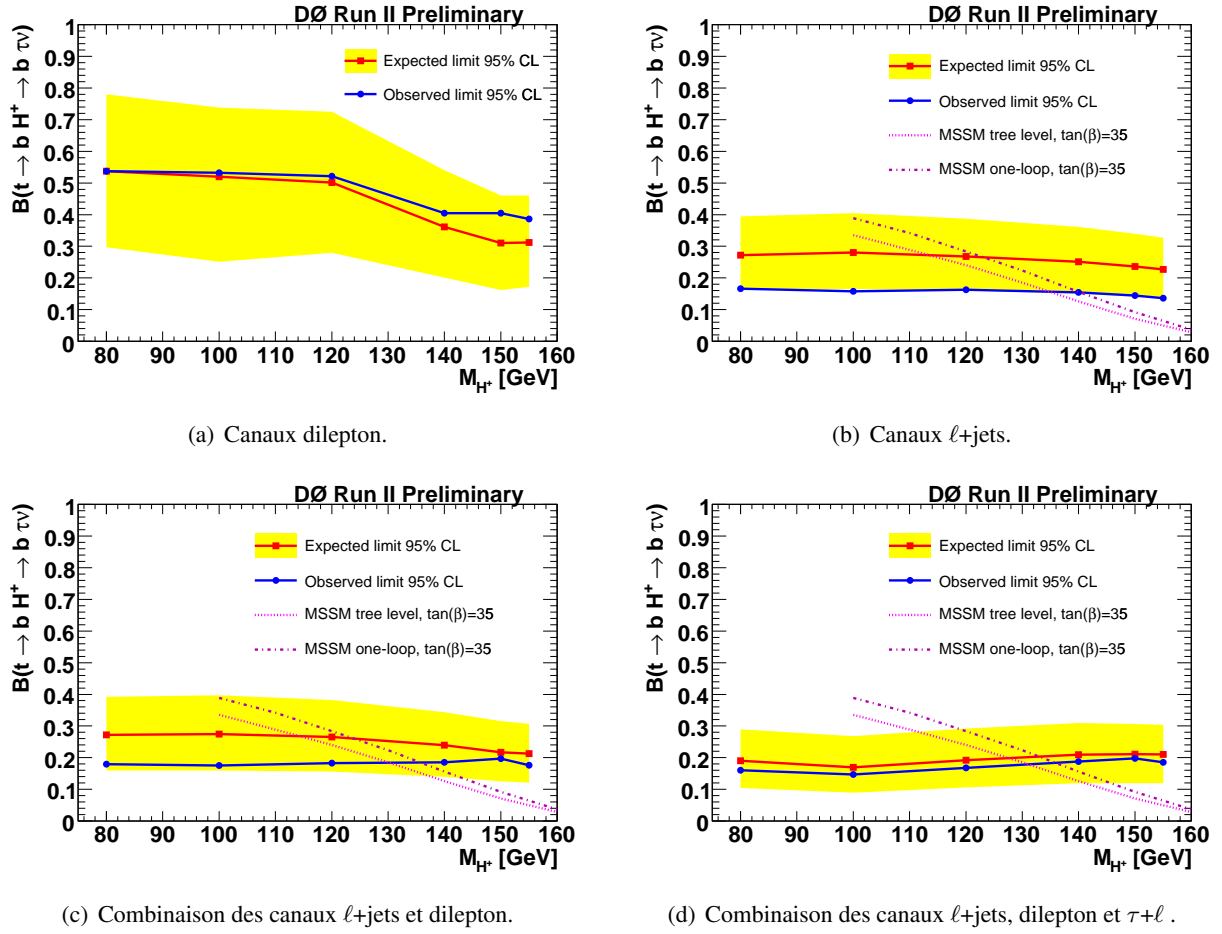 DØ Run II Preliminary
B(t → b H⁺ → b τν)
1
0.9
0.8
0.7
0.6
0.5
0.4
0.3
0.2
0.1
0
Expected limit 95% CL
Observed limit 95% CL
80 90 100 110 120 130 140 150 160
M_H⁺ [GeV]
(a) Canaux dilepton.
DØ Run II Preliminary
B(t → b H⁺ → b τν)
1
0.9
0.8
0.7
0.6
0.5
0.4
0.3
0.2
0.1
0
Expected limit 95% CL
Observed limit 95% CL
MSSM tree level, tan(β)=35
MSSM one-loop, tan(β)=35
80 90 100 110 120 130 140 150 160
M_H⁺ [GeV]
(b) Canaux ℓ+jets.
DØ Run II Preliminary
B(t → b H⁺ → b τν)
1
0.9
0.8
0.7
0.6
0.5
0.4
0.3
0.2
0.1
0
Expected limit 95% CL
Observed limit 95% CL
MSSM tree level, tan(β)=35
MSSM one-loop, tan(β)=35
80 90 100 110 120 130 140 150 160
M_H⁺ [GeV]
(c) Combinaison des canaux ℓ+jets et dilepton.
DØ Run II Preliminary
B(t → b H⁺ → b τν)
1
0.9
0.8
0.7
0.6
0.5
0.4
0.3
0.2
0.1
0
Expected limit 95% CL
Observed limit 95% CL
MSSM tree level, tan(β)=35
MSSM one-loop, tan(β)=35
80 90 100 110 120 130 140 150 160
M_H⁺ [GeV]
(d) Combinaison des canaux ℓ+jets, dilepton et τ+ℓ .